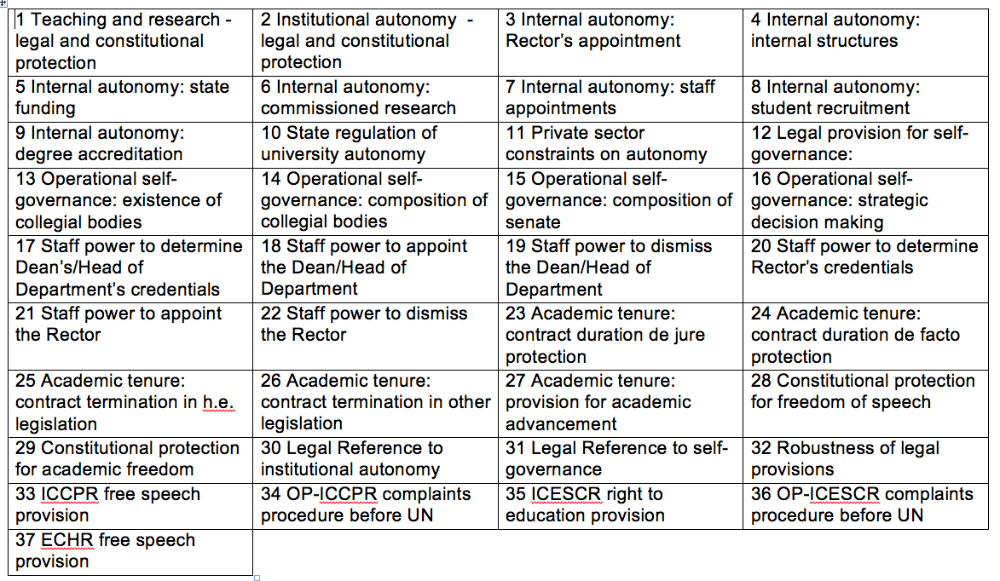 1 Teaching and research -
legal and constitutional
protection
2 Institutional autonomy  -
legal and constitutional
protection
3 Internal autonomy:
Rector's appointment
4 Internal autonomy:
internal structures
5 Internal autonomy: state
funding
6 Internal autonomy:
commissioned research
7 Internal autonomy: staff
appointments
8 Internal autonomy:
student recruitment
9 Internal autonomy:
degree accreditation
10 State regulation of
university autonomy
11 Private sector
constraints on autonomy
12 Legal provision for self-
governance:
13 Operational self-
governance: existence of
collegial bodies
14 Operational self-
governance: composition of
collegial bodies
15 Operational self-
governance: composition of
senate
16 Operational self-
governance: strategic
decision making
17 Staff power to determine
Dean's/Head of
Department's credentials
18 Staff power to appoint
the Dean/Head of
Department
19 Staff power to dismiss
the Dean/Head of
Department
20 Staff power to determine
Rector's credentials
21 Staff power to appoint
the Rector
22 Staff power to dismiss
the Rector
23 Academic tenure:
contract duration de jure
protection
24 Academic tenure:
contract duration de facto
protection
25 Academic tenure:
contract termination in h.e.
legislation
26 Academic tenure:
contract termination in other
legislation
27 Academic tenure:
provision for academic
advancement
28 Constitutional protection
for freedom of speech
29 Constitutional protection
for academic freedom
30 Legal Reference to
institutional autonomy
31 Legal Reference to self-
governance
32 Robustness of legal
provisions
33 ICCPR free speech
provision
34 OP-ICCPR complaints
procedure before UN
35 ICESCR right to
education provision
36 OP-ICESCR complaints
procedure before UN
37 ECHR free speech
provision